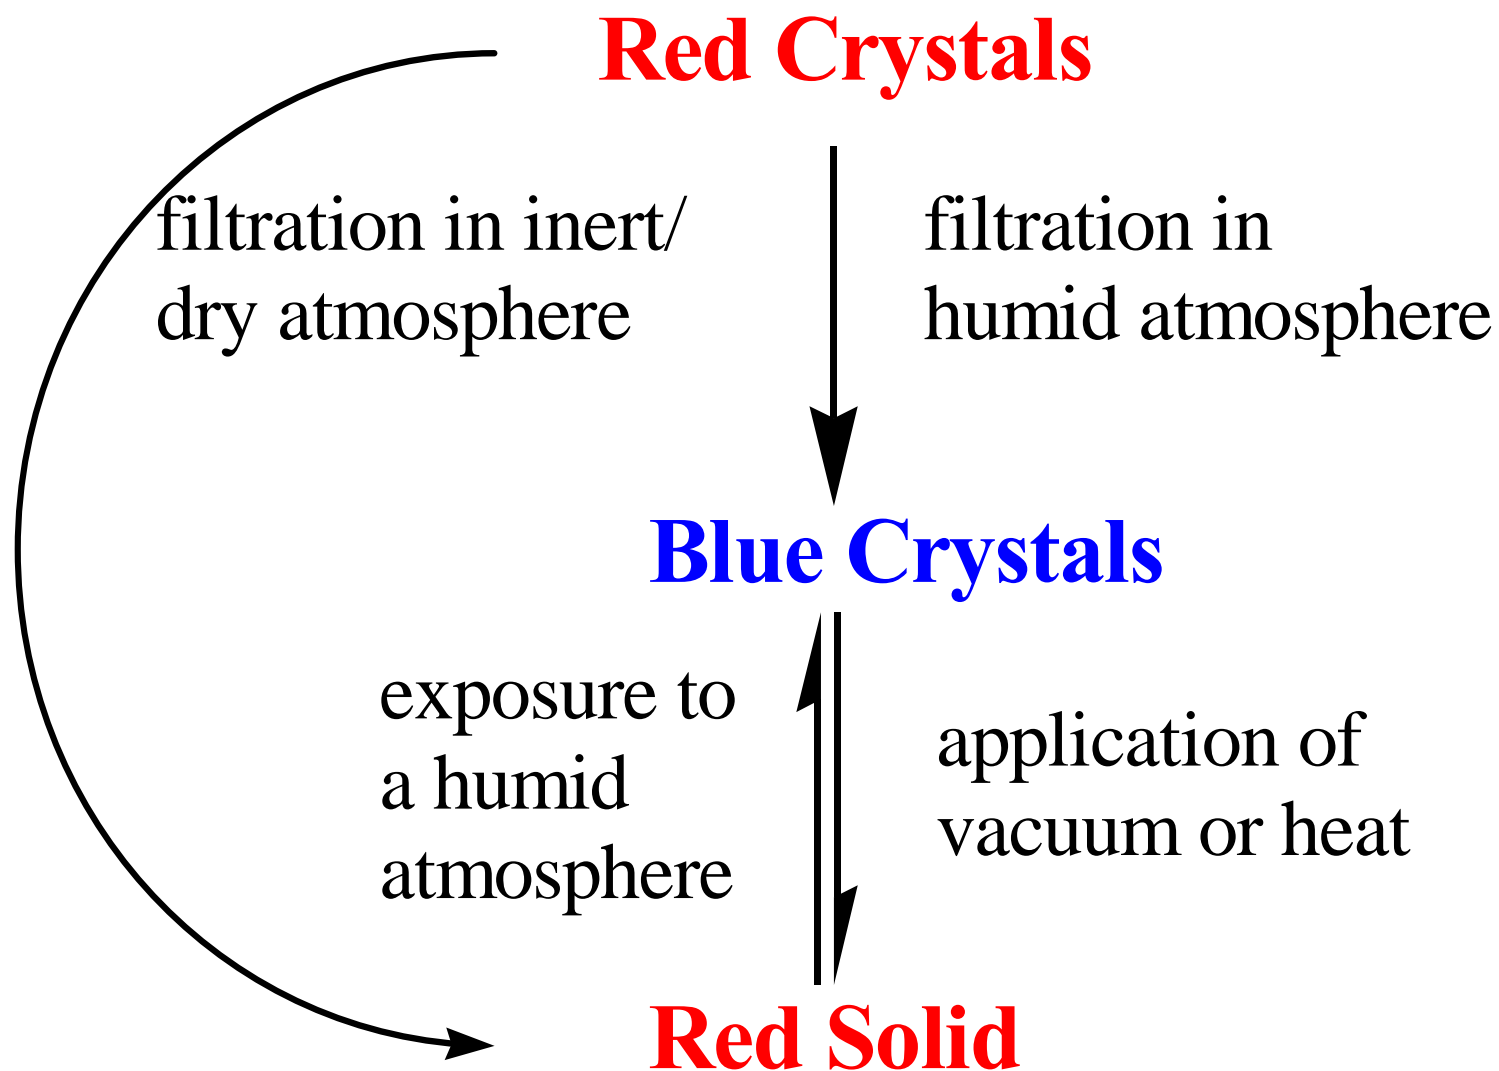 Red Crystals
filtration in inert/
dry atmosphere
filtration in
humid atmosphere
Blue Crystals
exposure to
a humid
atmosphere
application of
vacuum or heat
Red Solid